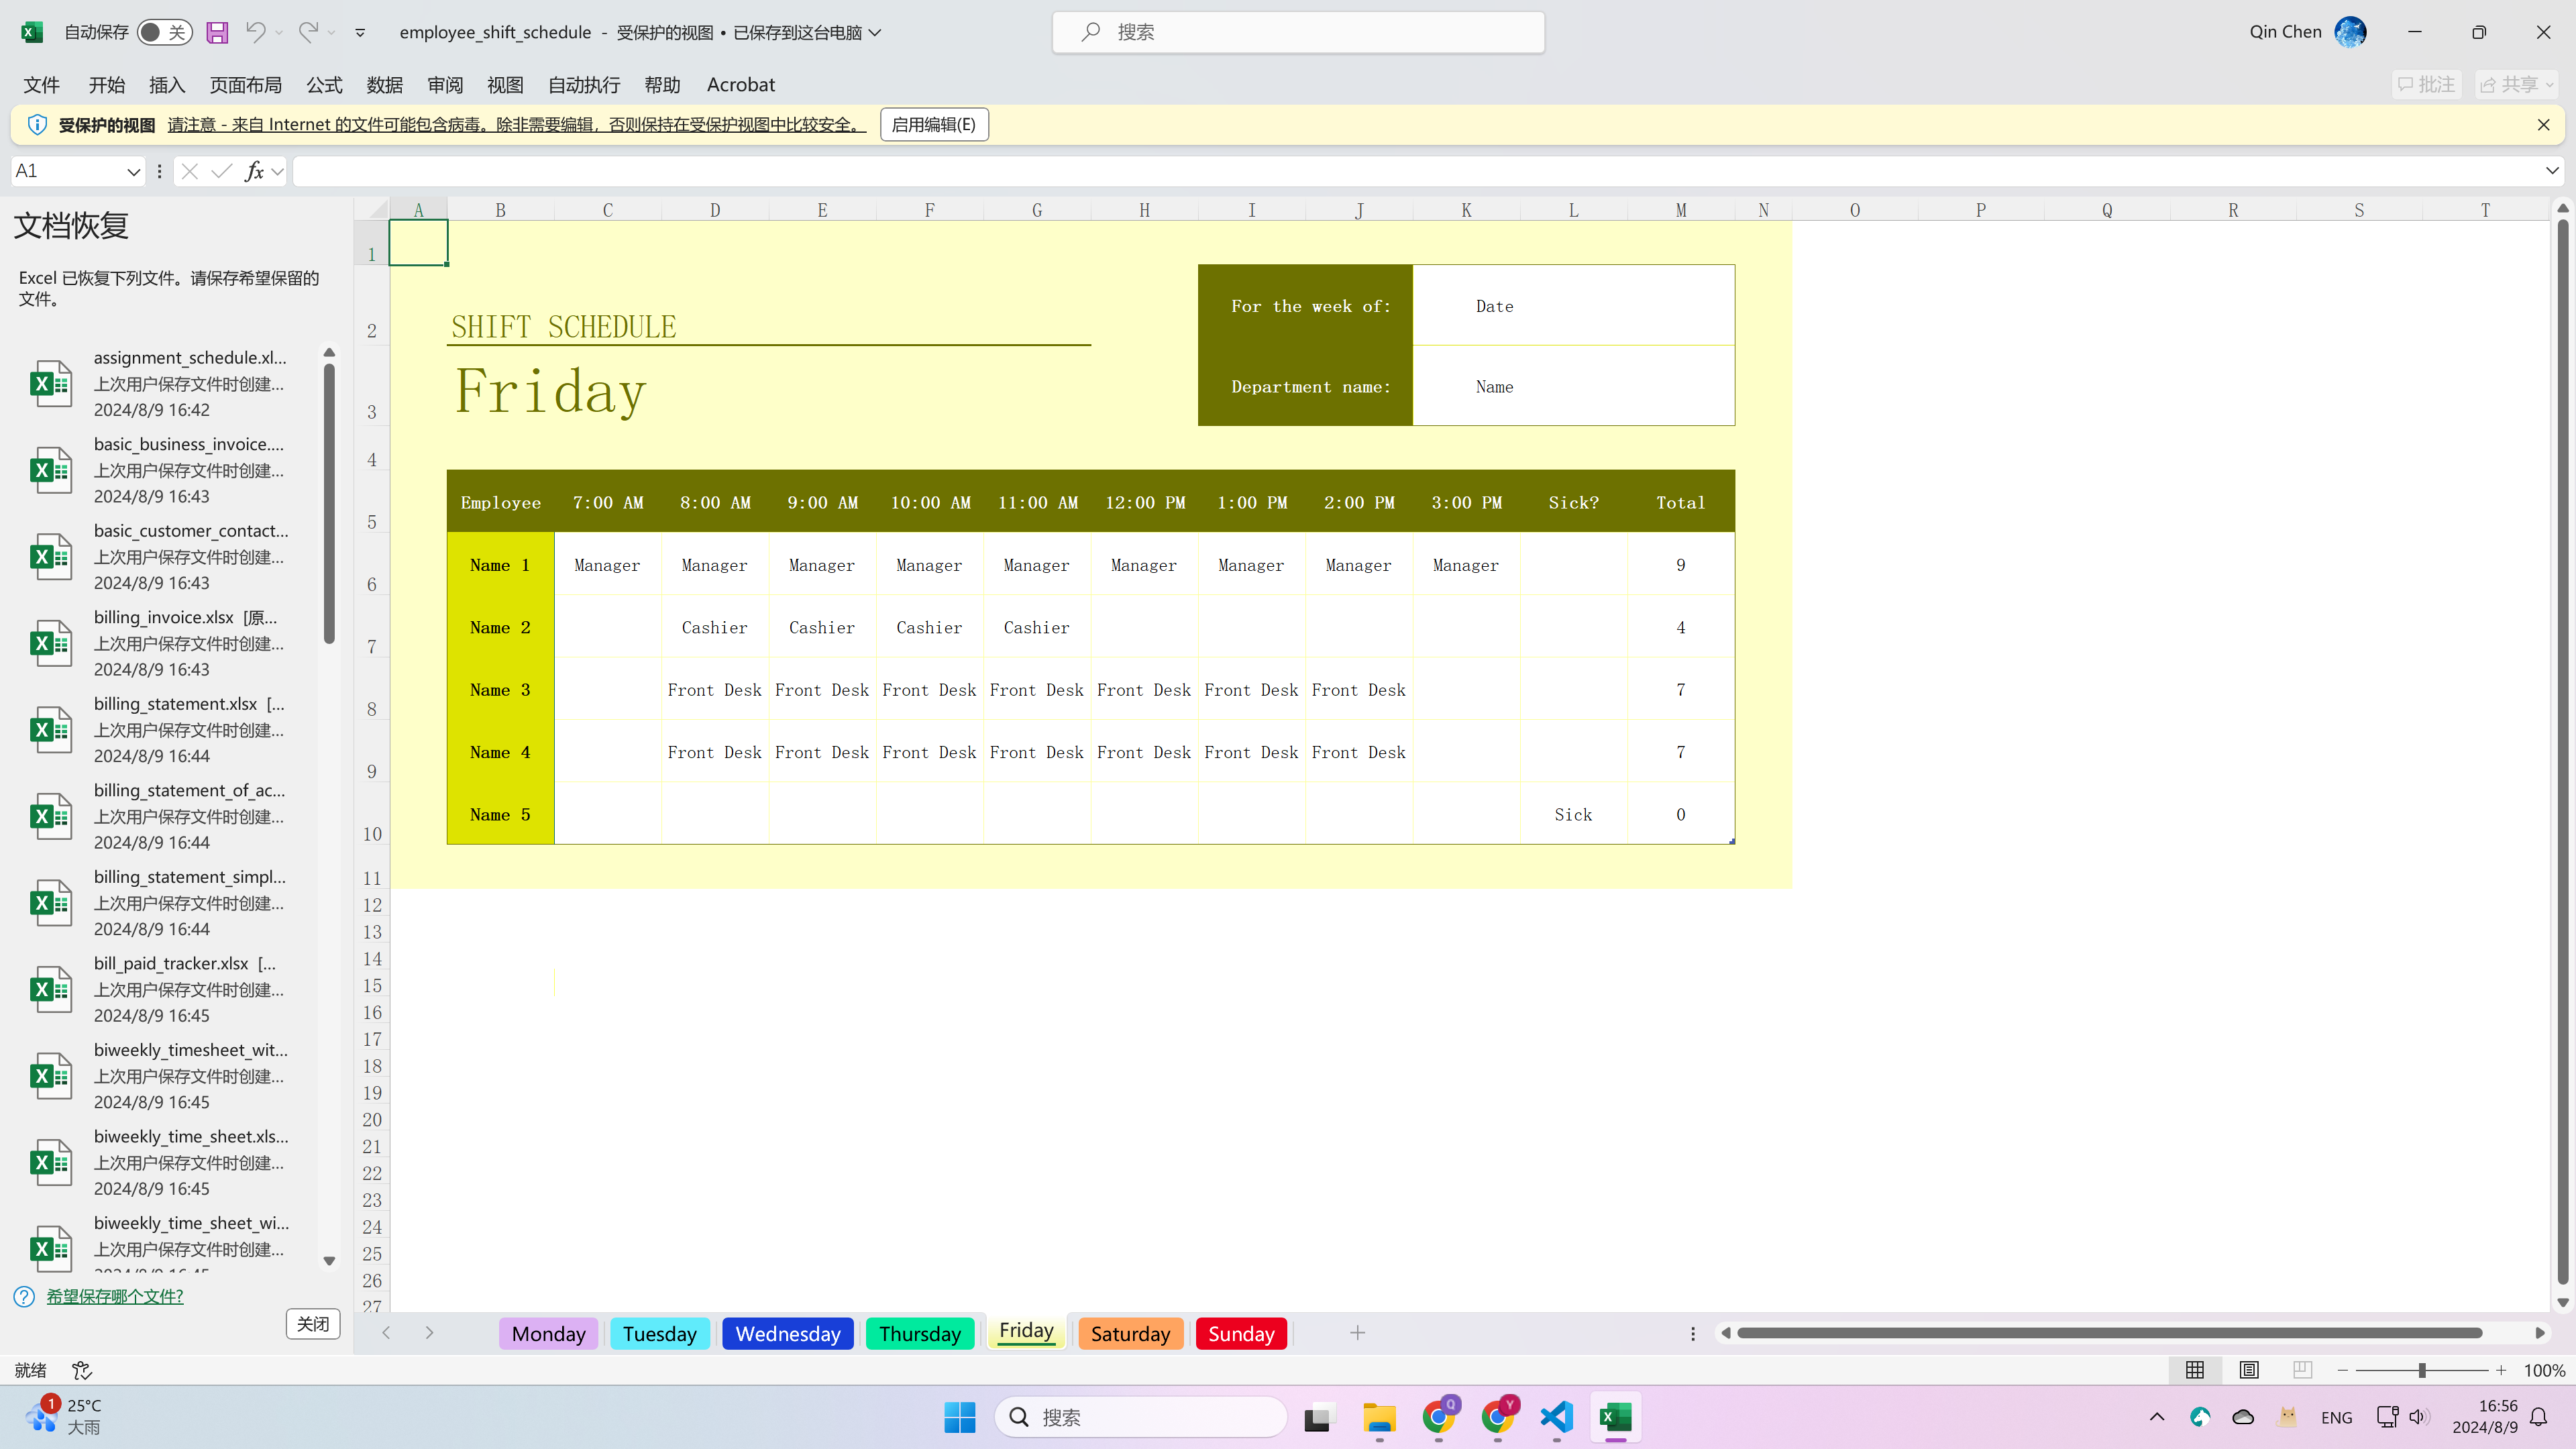 自动保存 关 employee_shift_schedule - 受保护的视图 • 已保存到这台电脑 搜索 Qin Chen
文件 开始 插入 页面布局 公式 数据 审阅 视图 自动执行 帮助 Acrobat 批注 共享
受保护的视图 请注意 - 来自 Internet 的文件可能包含病毒。除非需要编辑，否则保持在受保护视图中比较安全。 启用编辑(E)
A1 fx
文档恢复
Excel 已恢复下列文件。请保存希望保留的
文件。
assignment_schedule.xl...
上次用户保存文件时创建...
2024/8/9 16:42
basic_business_invoice....
上次用户保存文件时创建...
2024/8/9 16:43
basic_customer_contact...
上次用户保存文件时创建...
2024/8/9 16:43
billing_invoice.xlsx [原...
上次用户保存文件时创建...
2024/8/9 16:43
billing_statement.xlsx [...
上次用户保存文件时创建...
2024/8/9 16:44
billing_statement_of_ac...
上次用户保存文件时创建...
2024/8/9 16:44
billing_statement_simpl...
上次用户保存文件时创建...
2024/8/9 16:44
bill_paid_tracker.xlsx [...
上次用户保存文件时创建...
2024/8/9 16:45
biweekly_timesheet_wit...
上次用户保存文件时创建...
2024/8/9 16:45
biweekly_time_sheet.xls...
上次用户保存文件时创建...
2024/8/9 16:45
biweekly_time_sheet_wi...
上次用户保存文件时创建...
2024/8/9 16:45
希望保存哪个文件?
关闭
A B C D E F G H I J K L M N O P Q R S T
1
2 SHIFT SCHEDULE For the week of: Date
3 Friday Department name: Name
4
5 Employee 7:00 AM 8:00 AM 9:00 AM 10:00 AM 11:00 AM 12:00 PM 1:00 PM 2:00 PM 3:00 PM Sick? Total
6 Name 1 Manager Manager Manager Manager Manager Manager Manager Manager Manager 9
7 Name 2 Cashier Cashier Cashier Cashier 4
8 Name 3 Front Desk Front Desk Front Desk Front Desk Front Desk Front Desk Front Desk 7
9 Name 4 Front Desk Front Desk Front Desk Front Desk Front Desk Front Desk Front Desk 7
10 Name 5 Sick 0
11
12
13
14
15
16
17
18
19
20
21
22
23
24
25
26
27
Monday Tuesday Wednesday Thursday Friday Saturday Sunday
就绪 100%
1 25°C
大雨
搜索 Q Y ENG 16:56
2024/8/9